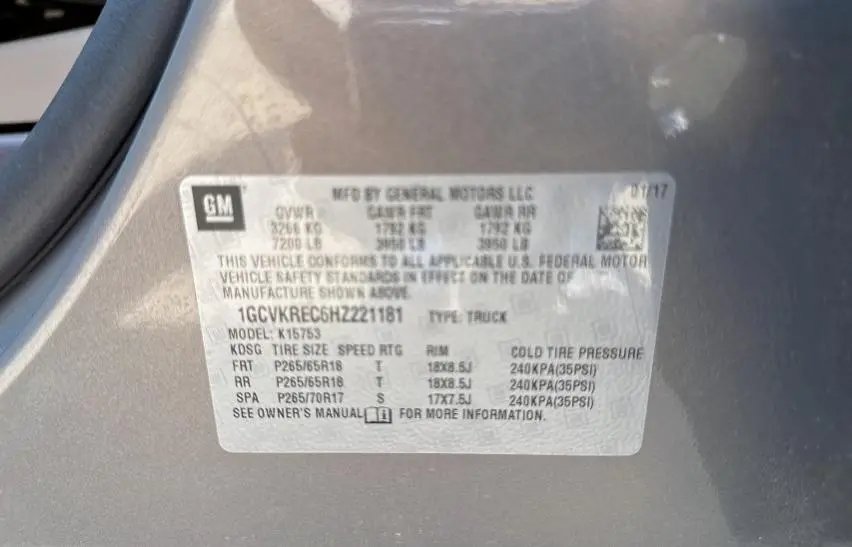 GM
MFD BY GENERAL MOTORS LLC 01/17
GVWR GAWR FRT GAWR RR
3266 KG 1792 KG 1792 KG
7200 LB 3950 LB 3950 LB
THIS VEHICLE CONFORMS TO ALL APPLICABLE U.S. FEDERAL MOTOR
VEHICLE SAFETY STANDARDS IN EFFECT ON THE DATE OF
MANUFACTURE SHOWN ABOVE.
1GCVKREC6HZ221181 TYPE: TRUCK
MODEL: K15753
KDSG TIRE SIZE SPEED RTG RIM COLD TIRE PRESSURE
FRT P265/65R18 T 18X8.5J 240KPA(35PSI)
RR P265/65R18 T 18X8.5J 240KPA(35PSI)
SPA P265/70R17 S 17X7.5J 240KPA(35PSI)
SEE OWNER'S MANUAL FOR MORE INFORMATION.